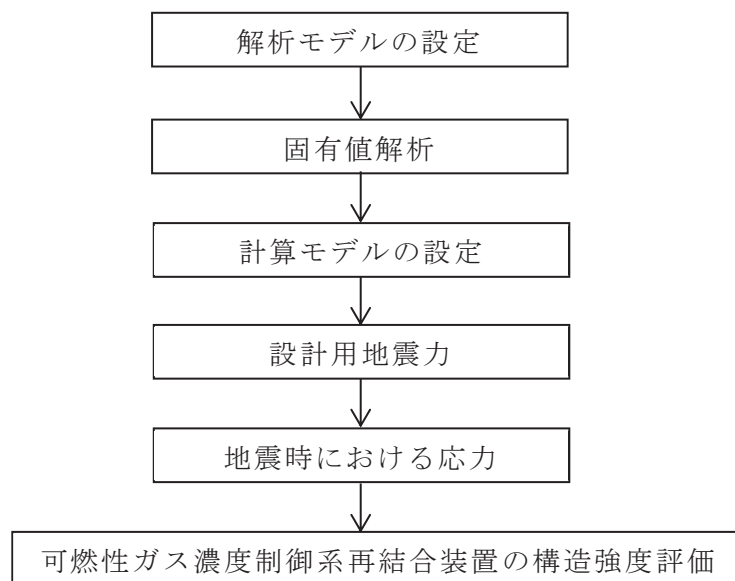 解析モデルの設定
固有値解析
計算モデルの設定
設計用地震力
地震時における応力
可燃性ガス濃度制御系再結合装置の構造強度評価